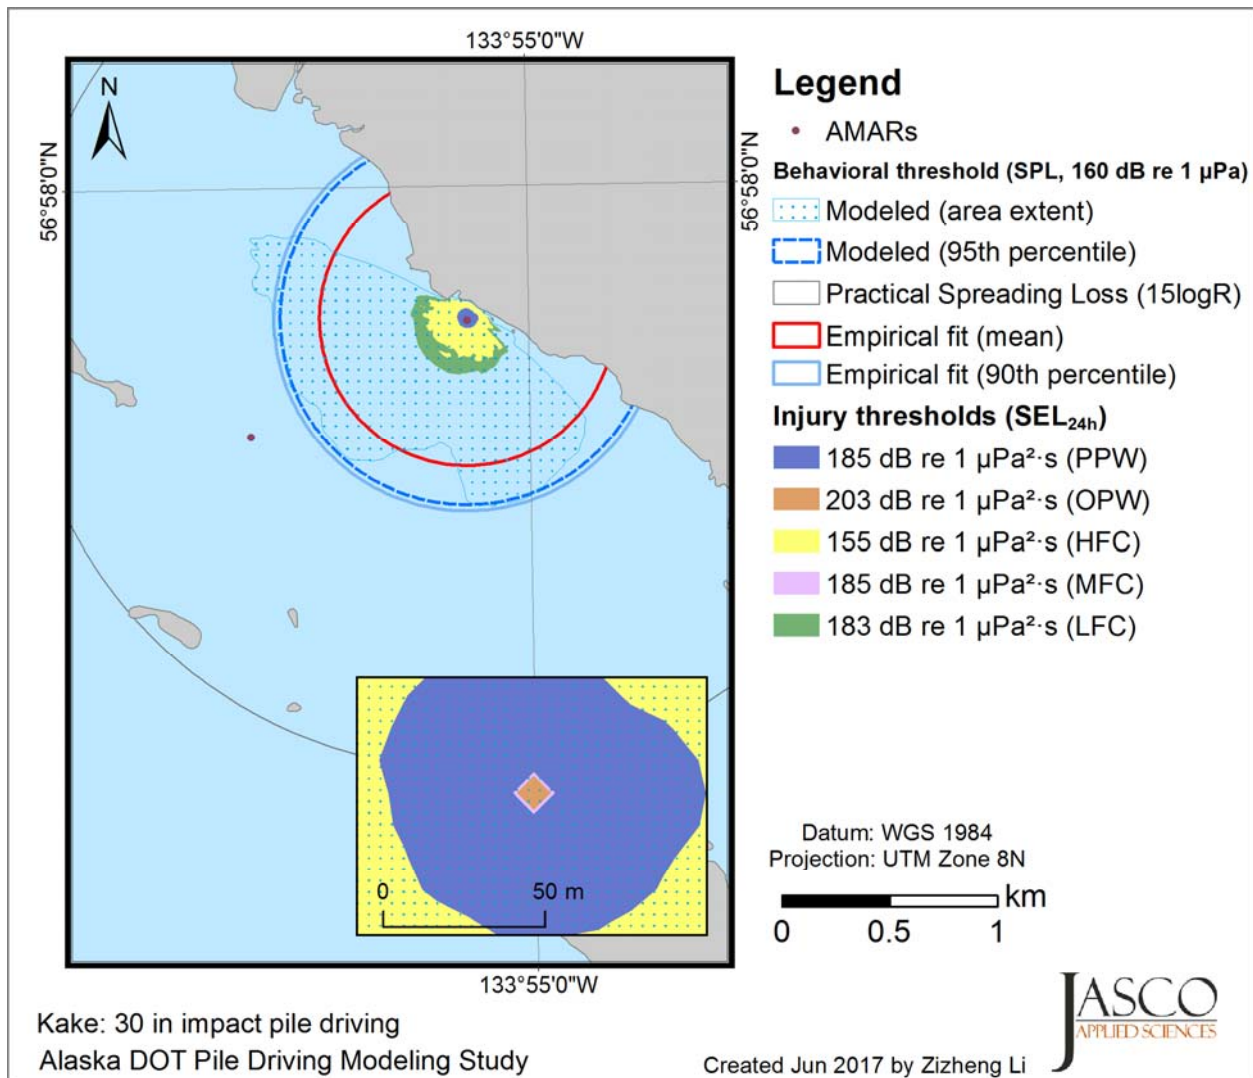 133°55'0"W
N
56°58'0"N
56°58'0"N
Legend
AMARs
Behavioral threshold (SPL, 160 dB re 1 µPa)
Modeled (area extent)
Modeled (95th percentile)
Practical Spreading Loss (15logR)
Empirical fit (mean)
Empirical fit (90th percentile)
Injury thresholds (SEL24h)
185 dB re 1 µPa²·s (PPW)
203 dB re 1 µPa²·s (OPW)
155 dB re 1 µPa²·s (HFC)
185 dB re 1 µPa²·s (MFC)
183 dB re 1 µPa²·s (LFC)
0 50 m
Datum: WGS 1984
Projection: UTM Zone 8N
km
0 0.5 1
133°55'0"W
Kake: 30 in impact pile driving
Alaska DOT Pile Driving Modeling Study
Created Jun 2017 by Zizheng Li
JASCO
APPLIED SCIENCES